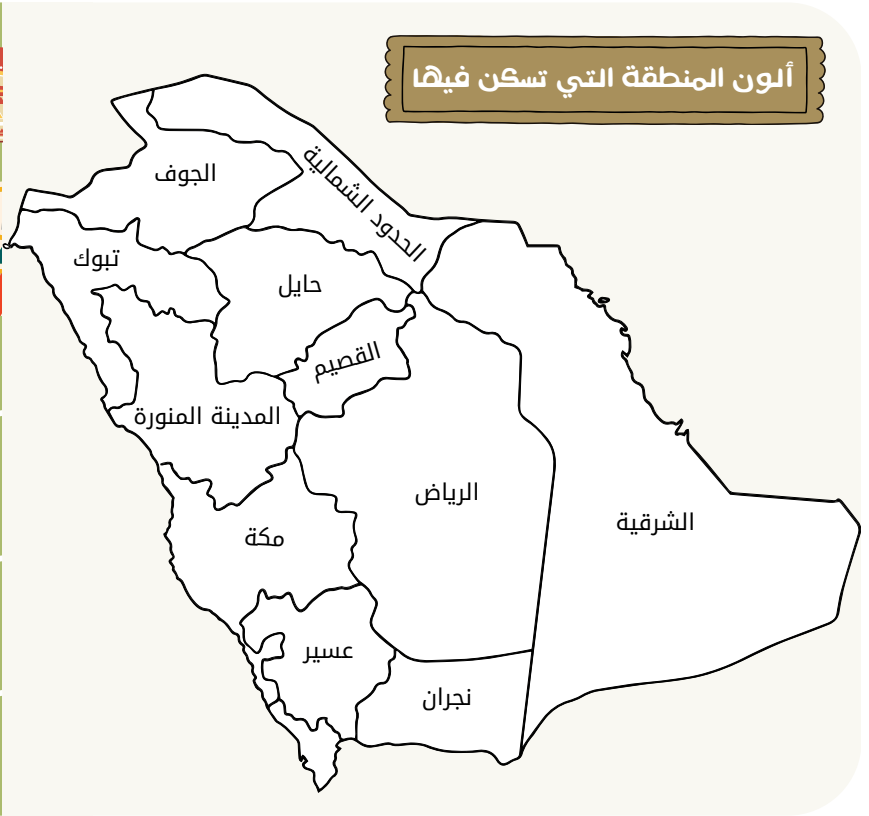 ألون المنطقة التي تسكن فيها
الجوف
الحدود الشمالية
تبوك
حايل
القصيم
المدينة المنورة
الرياض
الشرقية
مكة
عسير
نجران